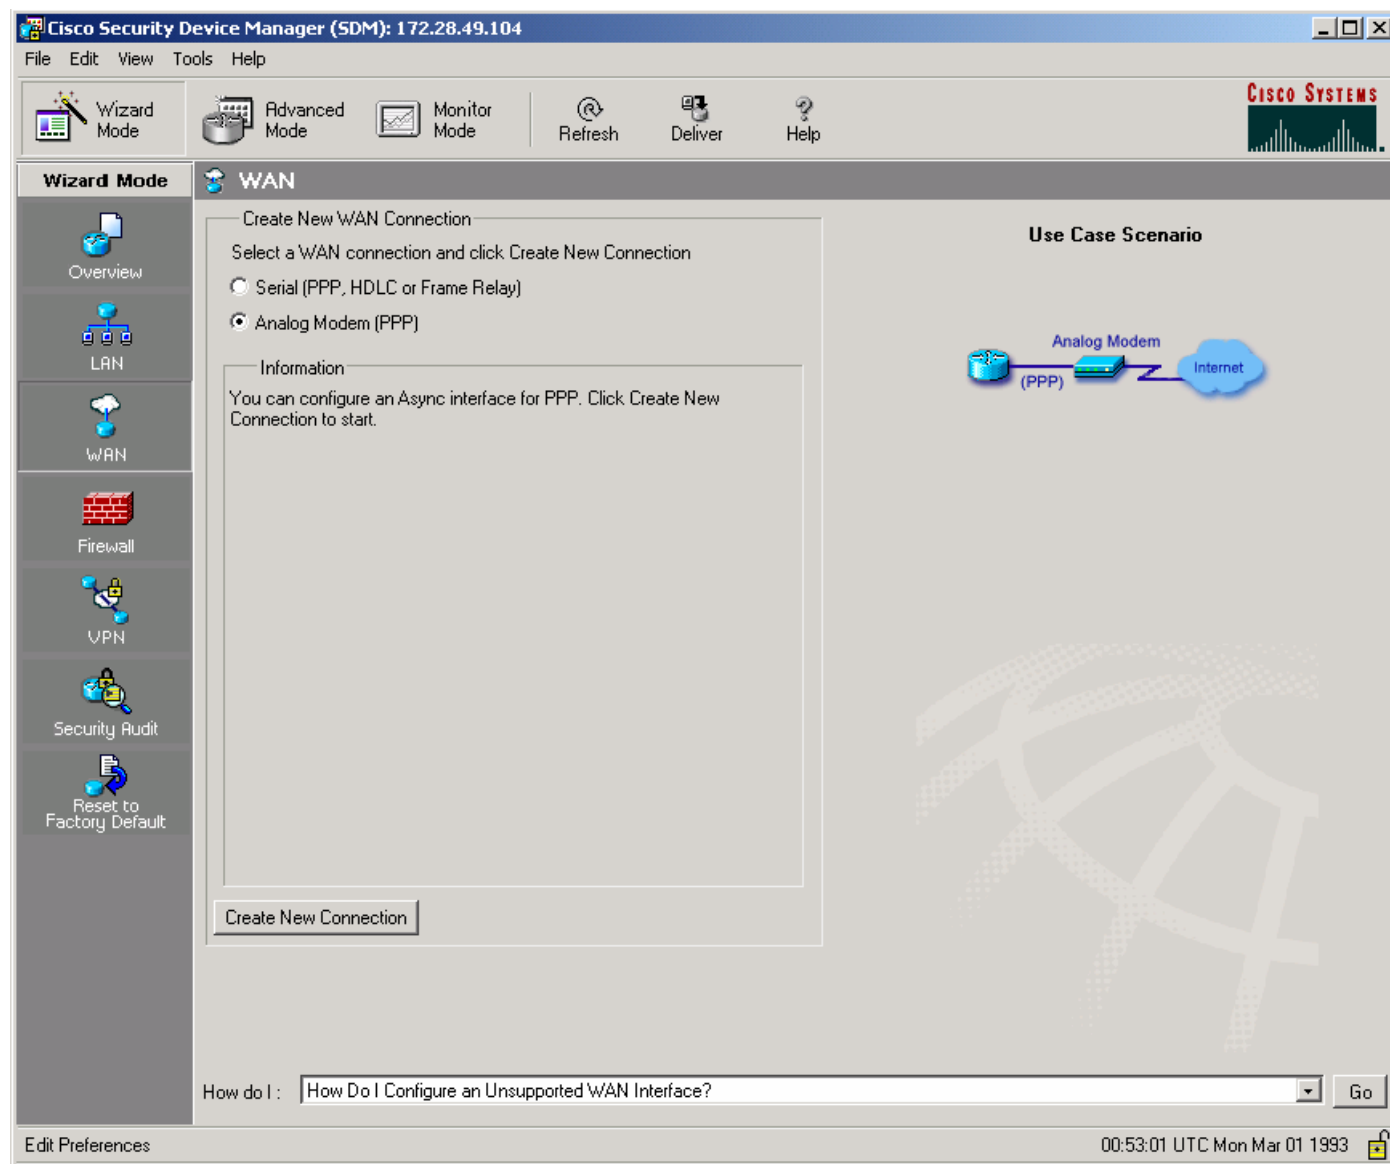 Cisco Security Device Manager (SDM): 172.28.49.104
File Edit View Tools Help
Wizard Mode
Advanced Mode
Monitor Mode
Refresh
Deliver
Help
CISCO SYSTEMS
Wizard Mode
WAN
Overview
LAN
WAN
Firewall
VPN
Security Audit
Reset to
Factory Default
Create New WAN Connection
Select a WAN connection and click Create New Connection
Serial (PPP, HDLC or Frame Relay)
Analog Modem (PPP)
Information
You can configure an Async interface for PPP. Click Create New
Connection to start.
Create New Connection
Use Case Scenario
Analog Modem
(PPP)
Internet
How do I :
How Do I Configure an Unsupported WAN Interface?
Go
Edit Preferences
00:53:01 UTC Mon Mar 01 1993